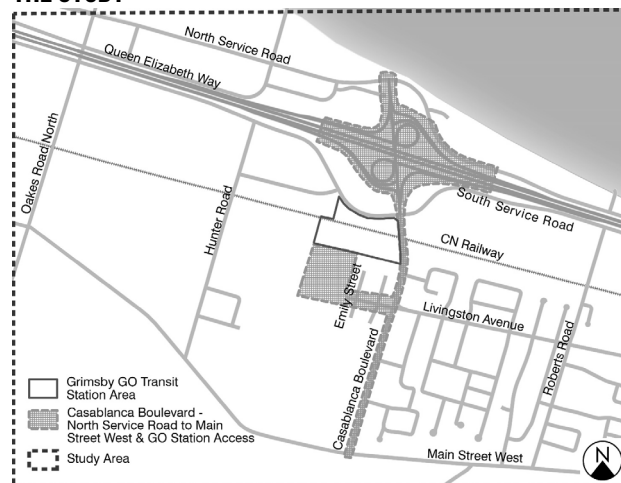 THE STUDY
North Service Road
Queen Elizabeth Way
Oakes Road North
Hunter Road
South Service Road
CN Railway
Emily Street
Livingston Avenue
Casablanca Boulevard
Roberts Road
Main Street West
Grimsby GO Transit
Station Area
Casablanca Boulevard -
North Service Road to Main
Street West & GO Station Access
Study Area
N